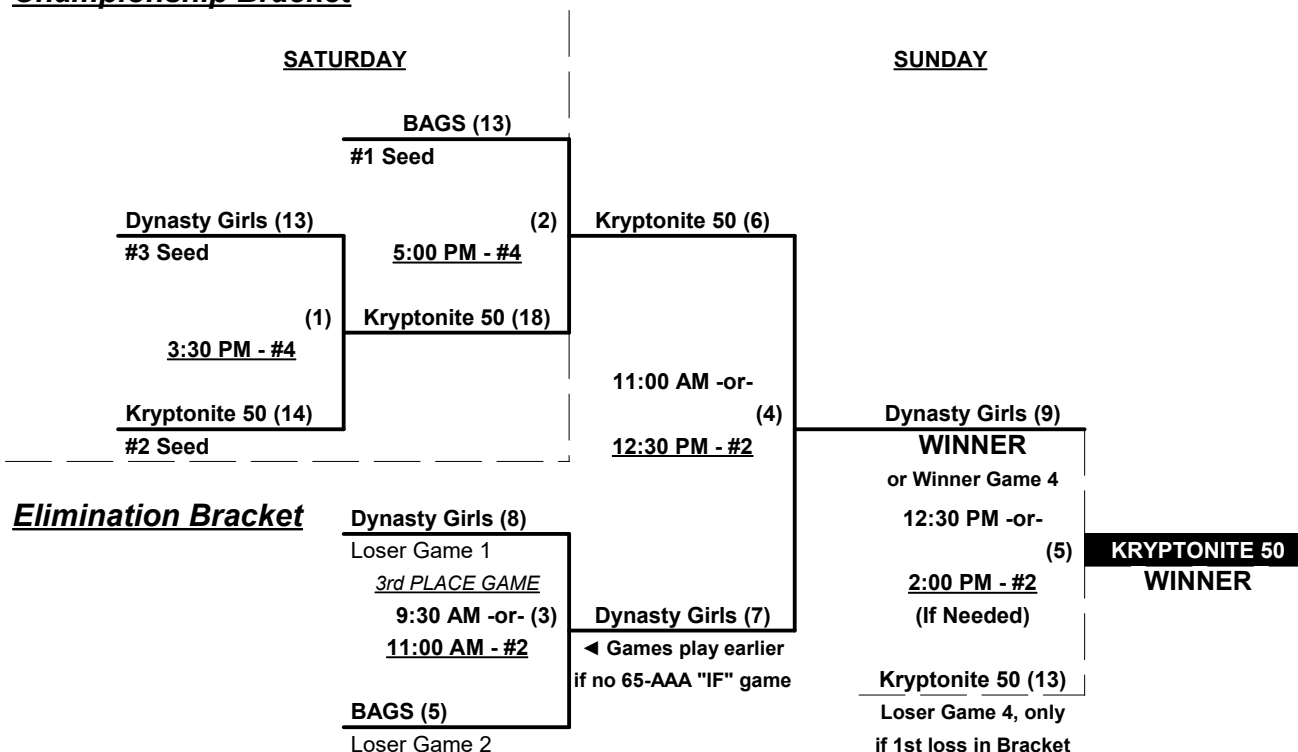 Championship Bracket
SATURDAY
SUNDAY
BAGS (13)
#1 Seed
Dynasty Girls (13)
(2)
Kryptonite 50 (6)
#3 Seed
5:00 PM - #4
(1)
Kryptonite 50 (18)
3:30 PM - #4
11:00 AM -or-
Kryptonite 50 (14)
(4)
Dynasty Girls (9)
#2 Seed
12:30 PM - #2
WINNER
or Winner Game 4
Elimination Bracket
Dynasty Girls (8)
12:30 PM -or-
Loser Game 1
(5)
KRYPTONITE 50
3rd PLACE GAME
2:00 PM - #2
WINNER
9:30 AM -or- (3)
Dynasty Girls (7)
(If Needed)
11:00 AM - #2
◄ Games play earlier
if no 65-AAA "IF" game
Kryptonite 50 (13)
BAGS (5)
Loser Game 4, only
Loser Game 2
if 1st loss in Bracket